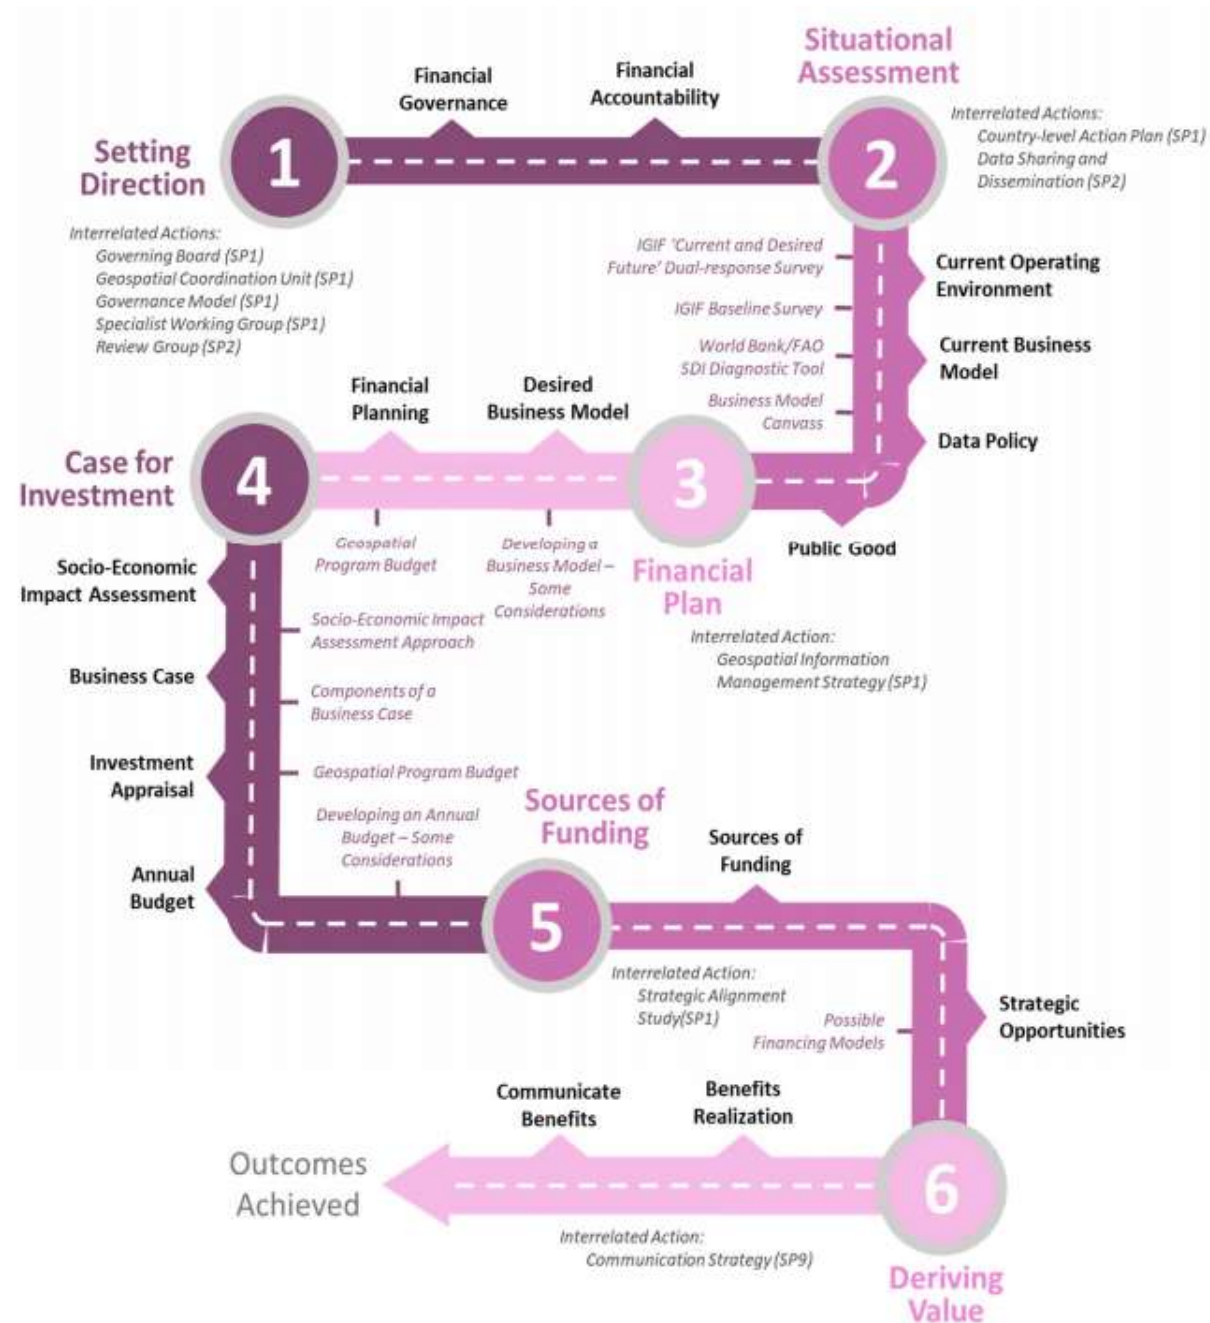 Situational
Assessment
Financial
Governance
Financial
Accountability
1
2
Setting
Direction
Interrelated Actions:
Country-level Action Plan (SP1)
Data Sharing and
Dissemination (SP2)
Interrelated Actions:
Governing Board (SP1)
Geospatial Coordination Unit (SP1)
Governance Model (SP1)
Specialist Working Group (SP1)
Review Group (SP2)
IGIF 'Current and Desired
Future' Dual-response Survey
IGIF Baseline Survey
World Bank/FAO
SDI Diagnostic Tool
Business Model
Canvass
Current Operating
Environment
Current Business
Model
Data Policy
Public Good
3
Financial
Plan
Interrelated Action:
Geospatial Information
Management Strategy (SP1)
Financial
Planning
Desired
Business Model
Geospatial
Program Budget
Developing a
Business Model –
Some
Considerations
4
Case for
Investment
Socio-Economic
Impact Assessment
Business Case
Investment
Appraisal
Annual
Budget
Socio-Economic Impact
Assessment Approach
Components of a
Business Case
Geospatial Program Budget
Developing an Annual
Budget – Some
Considerations
5
Sources of
Funding
Sources of
Funding
Interrelated Action:
Strategic Alignment
Study(SP1)
Possible
Financing Models
Strategic
Opportunities
Communicate
Benefits
Benefits
Realization
6
Outcomes
Achieved
Interrelated Action:
Communication Strategy (SP9)
Deriving
Value